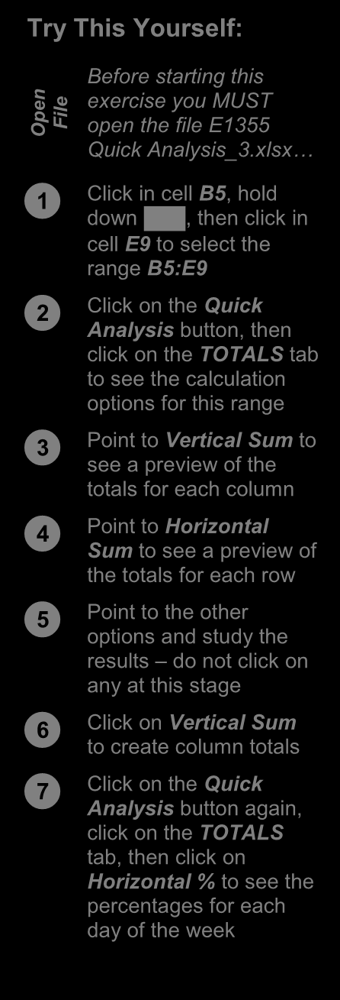 Try This Yourself:
Open
File
Before starting this
exercise you MUST
open the file E1355
Quick Analysis_3.xlsx…
1
Click in cell B5, hold
down , then click in
cell E9 to select the
range B5:E9
2
Click on the Quick
Analysis button, then
click on the TOTALS tab
to see the calculation
options for this range
3
Point to Vertical Sum to
see a preview of the
totals for each column
4
Point to Horizontal
Sum to see a preview of
the totals for each row
5
Point to the other
options and study the
results – do not click on
any at this stage
6
Click on Vertical Sum
to create column totals
7
Click on the Quick
Analysis button again,
click on the TOTALS
tab, then click on
Horizontal % to see the
percentages for each
day of the week